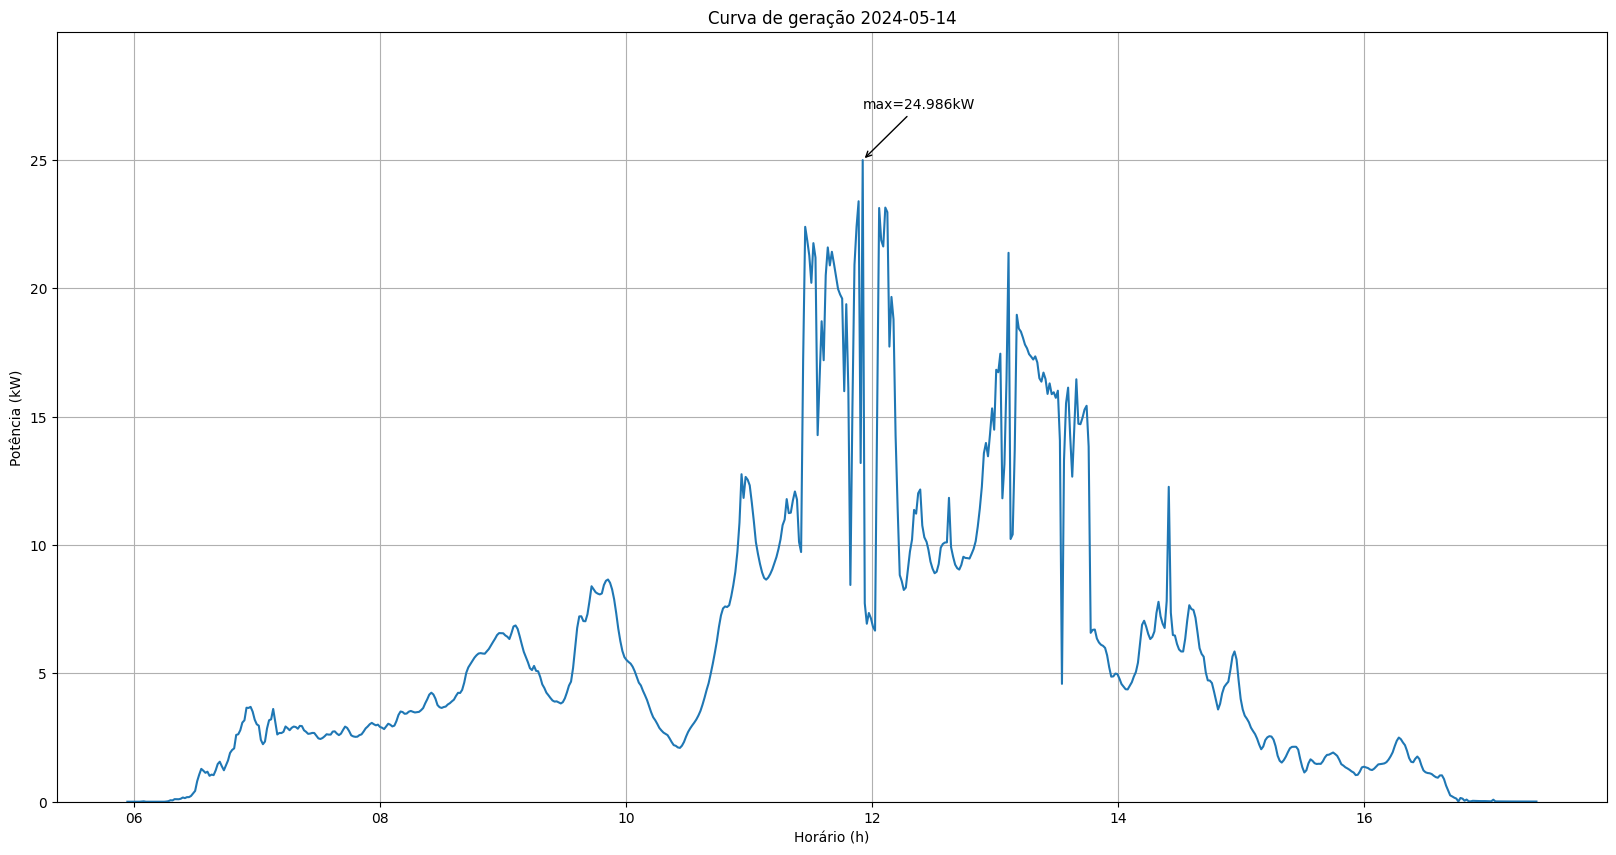 Curva de geração 2024-05-14
max=24.986kW
25
20
15
10
5
0
Potência (kW)
06 08 10 12 14 16
Horário (h)